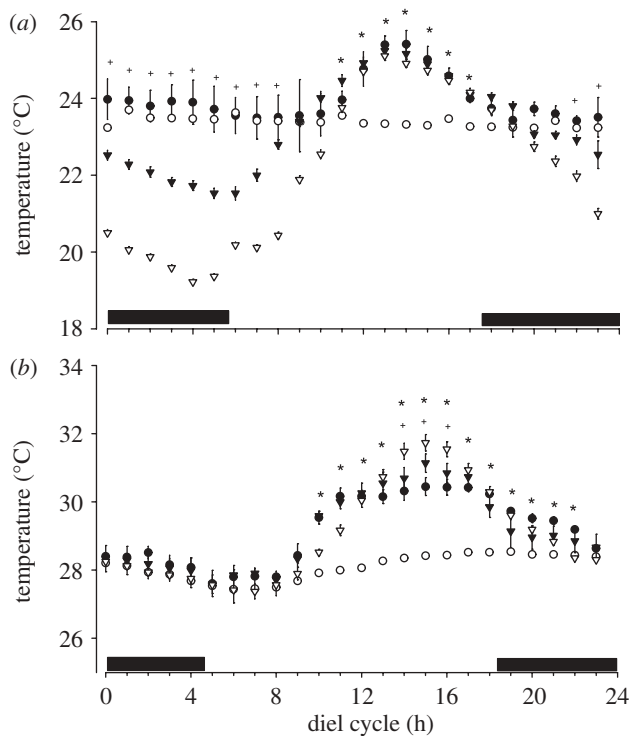 (a)
26
24
22
20
18
temperature (°C)
+ + + + + + + + * * * * * * * + +
(b)
34
32
30
28
26
temperature (°C)
* * * * * * * * * * * * *
+ + +
0 4 8 12 16 20 24
diel cycle (h)